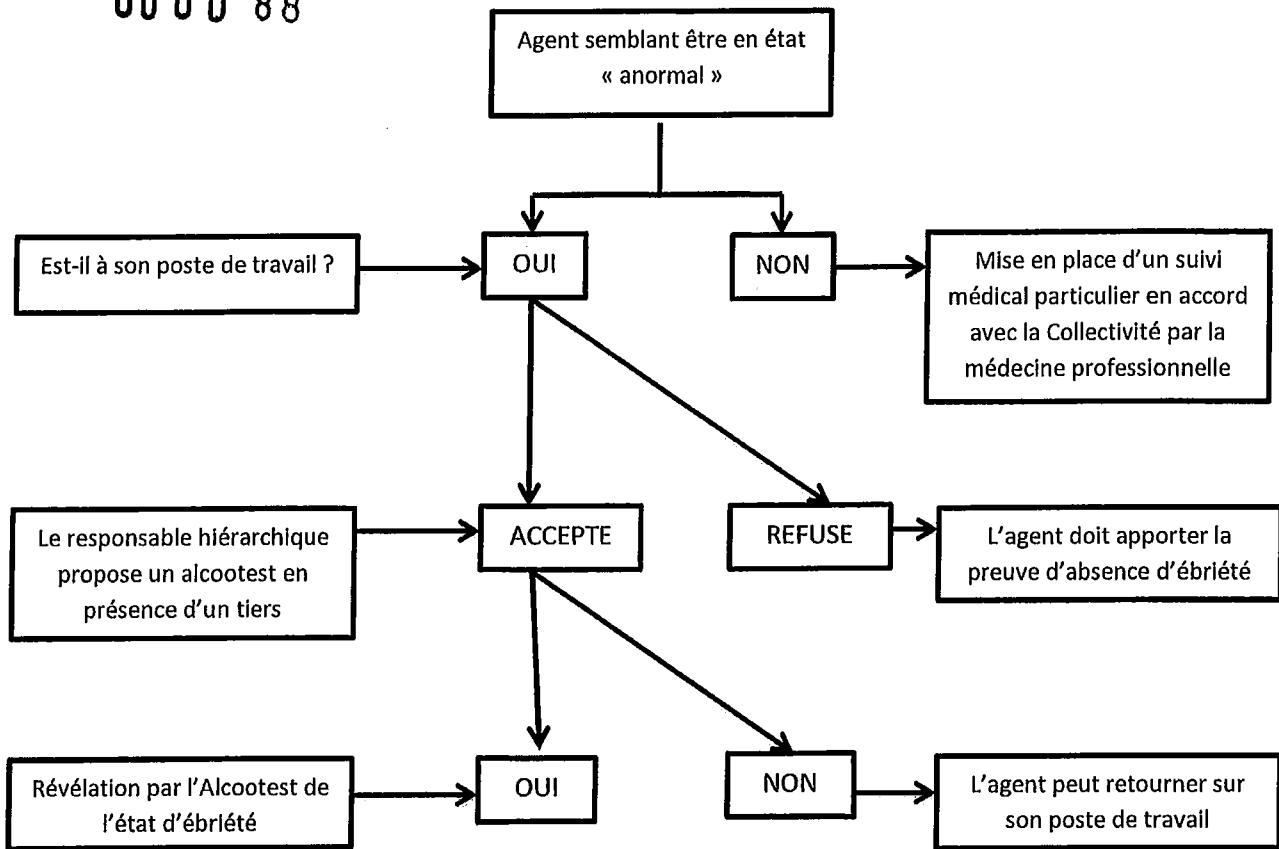 Agent semblant être en état
« anormal »
Est-il à son poste de travail ?
OUI
NON
Mise en place d'un suivi
médical particulier en accord
avec la Collectivité par la
médecine professionnelle
Le responsable hiérarchique
propose un alcootest en
présence d'un tiers
ACCEPTE
REFUSE
L'agent doit apporter la
preuve d'absence d'ébriété
Révélation par l'Alcootest de
l'état d'ébriété
OUI
NON
L'agent peut retourner sur
son poste de travail